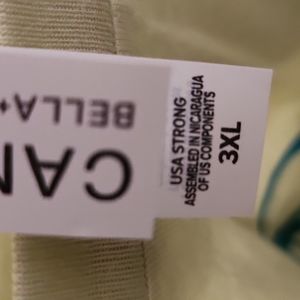 BELLA+
CAN
USA STRONG
ASSEMBLED IN NICARAGUA
OF US COMPONENTS
3XL